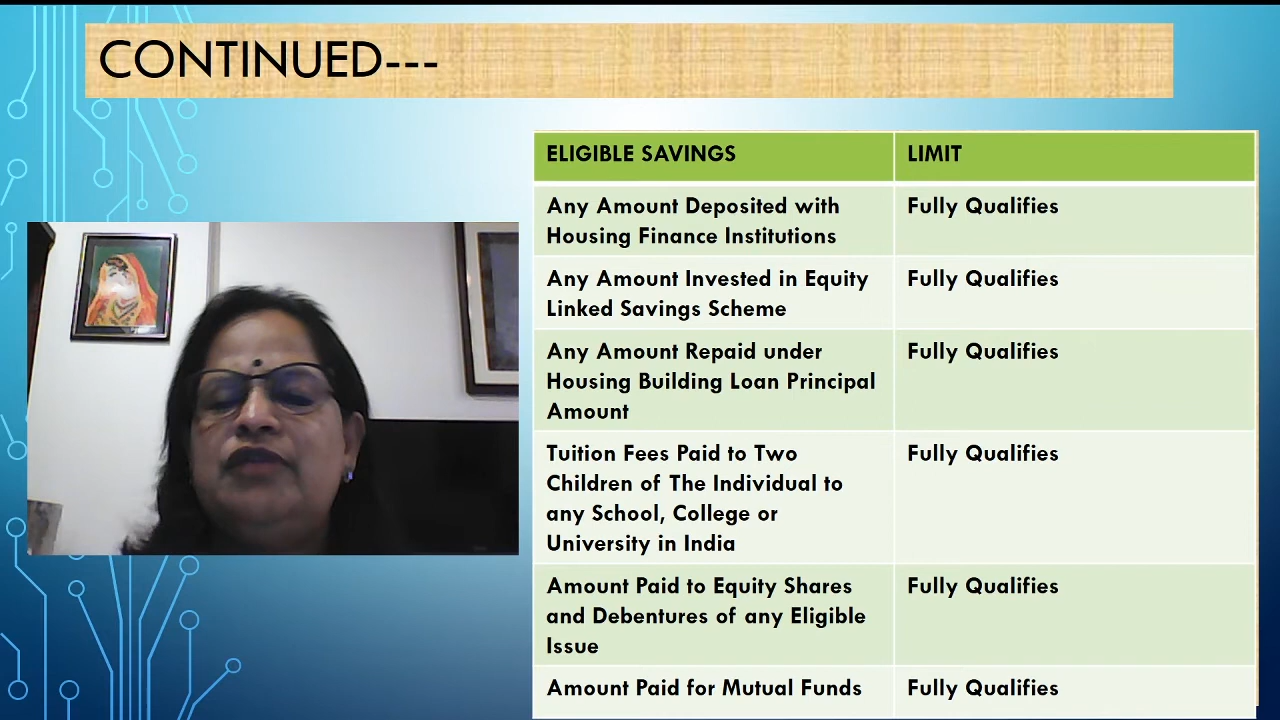 CONTINUED---
ELIGIBLE SAVINGS
LIMIT
Any Amount Deposited with
Housing Finance Institutions
Fully Qualifies
Any Amount Invested in Equity
Linked Savings Scheme
Fully Qualifies
Any Amount Repaid under
Housing Building Loan Principal
Amount
Fully Qualifies
Tuition Fees Paid to Two
Children of The Individual to
any School, College or
University in India
Fully Qualifies
Amount Paid to Equity Shares
and Debentures of any Eligible
Issue
Fully Qualifies
Amount Paid for Mutual Funds
Fully Qualifies